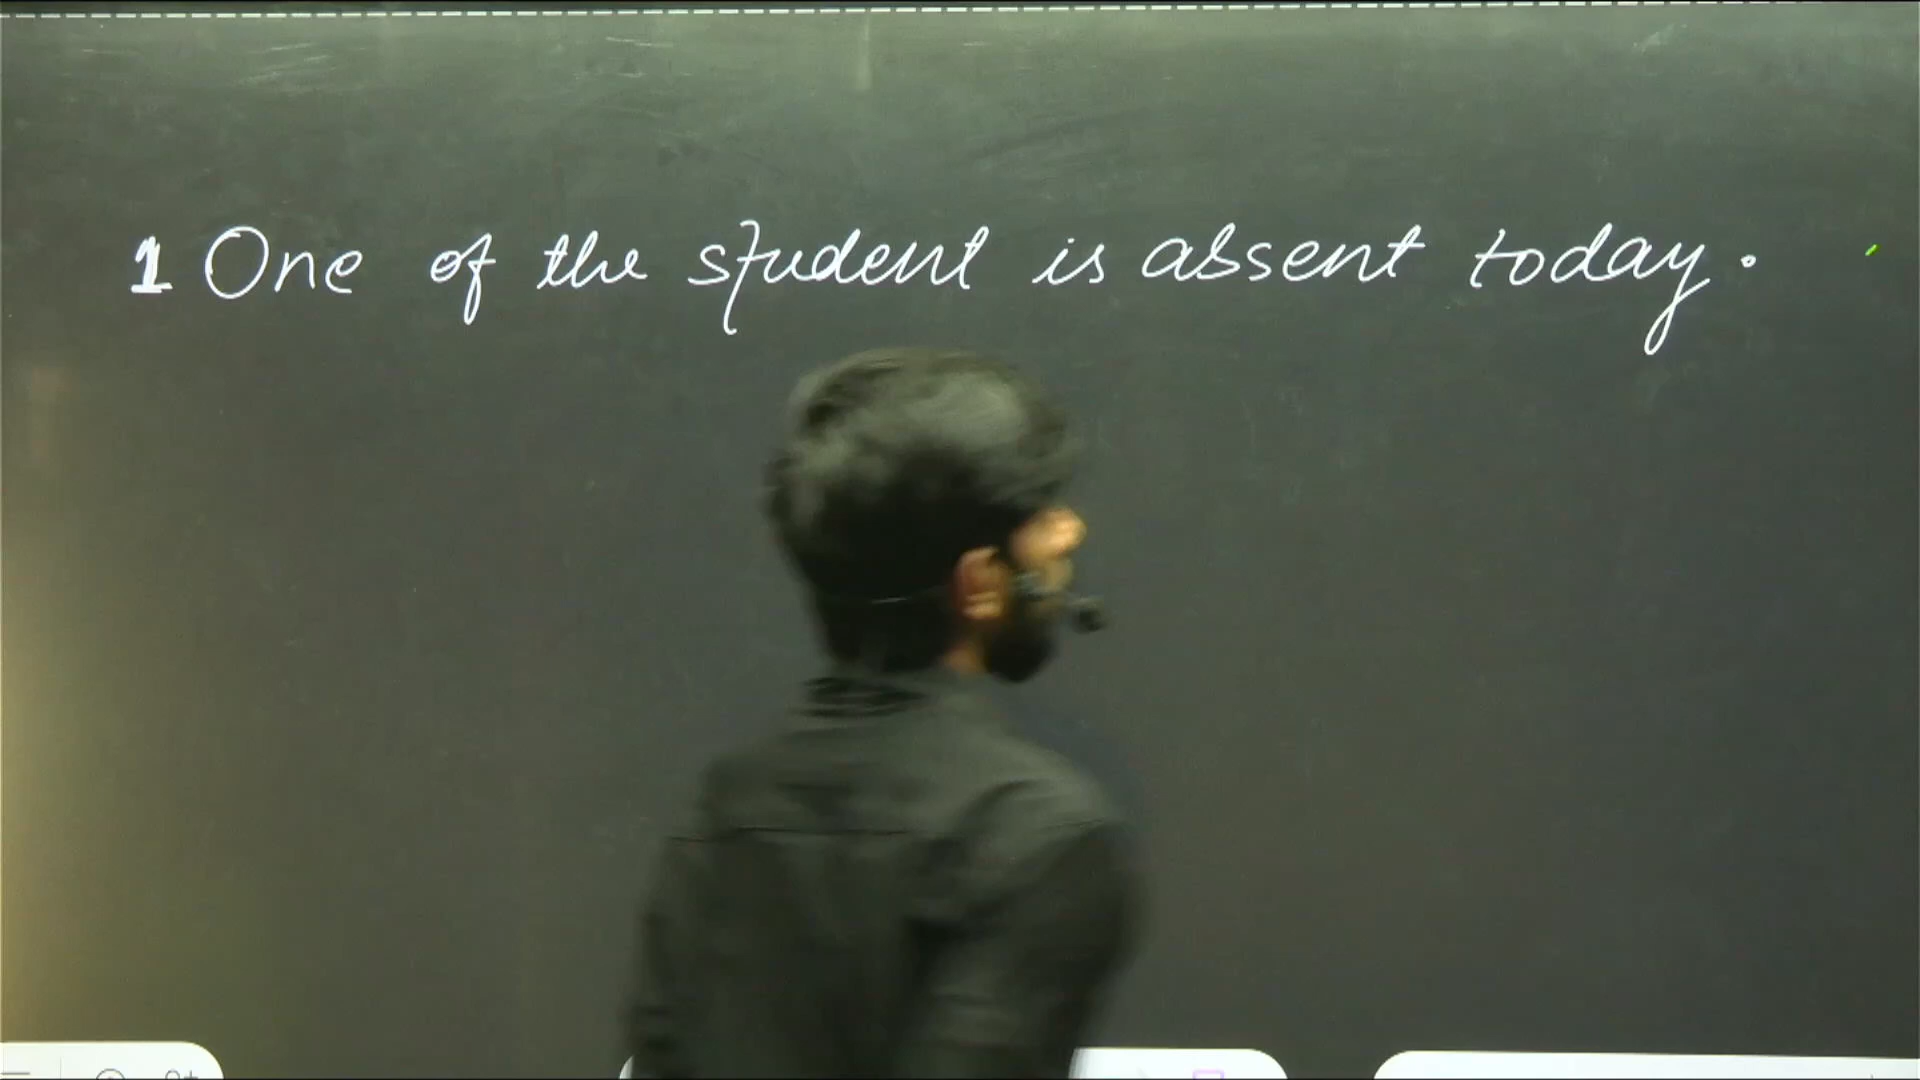 1 One of the student is absent today.